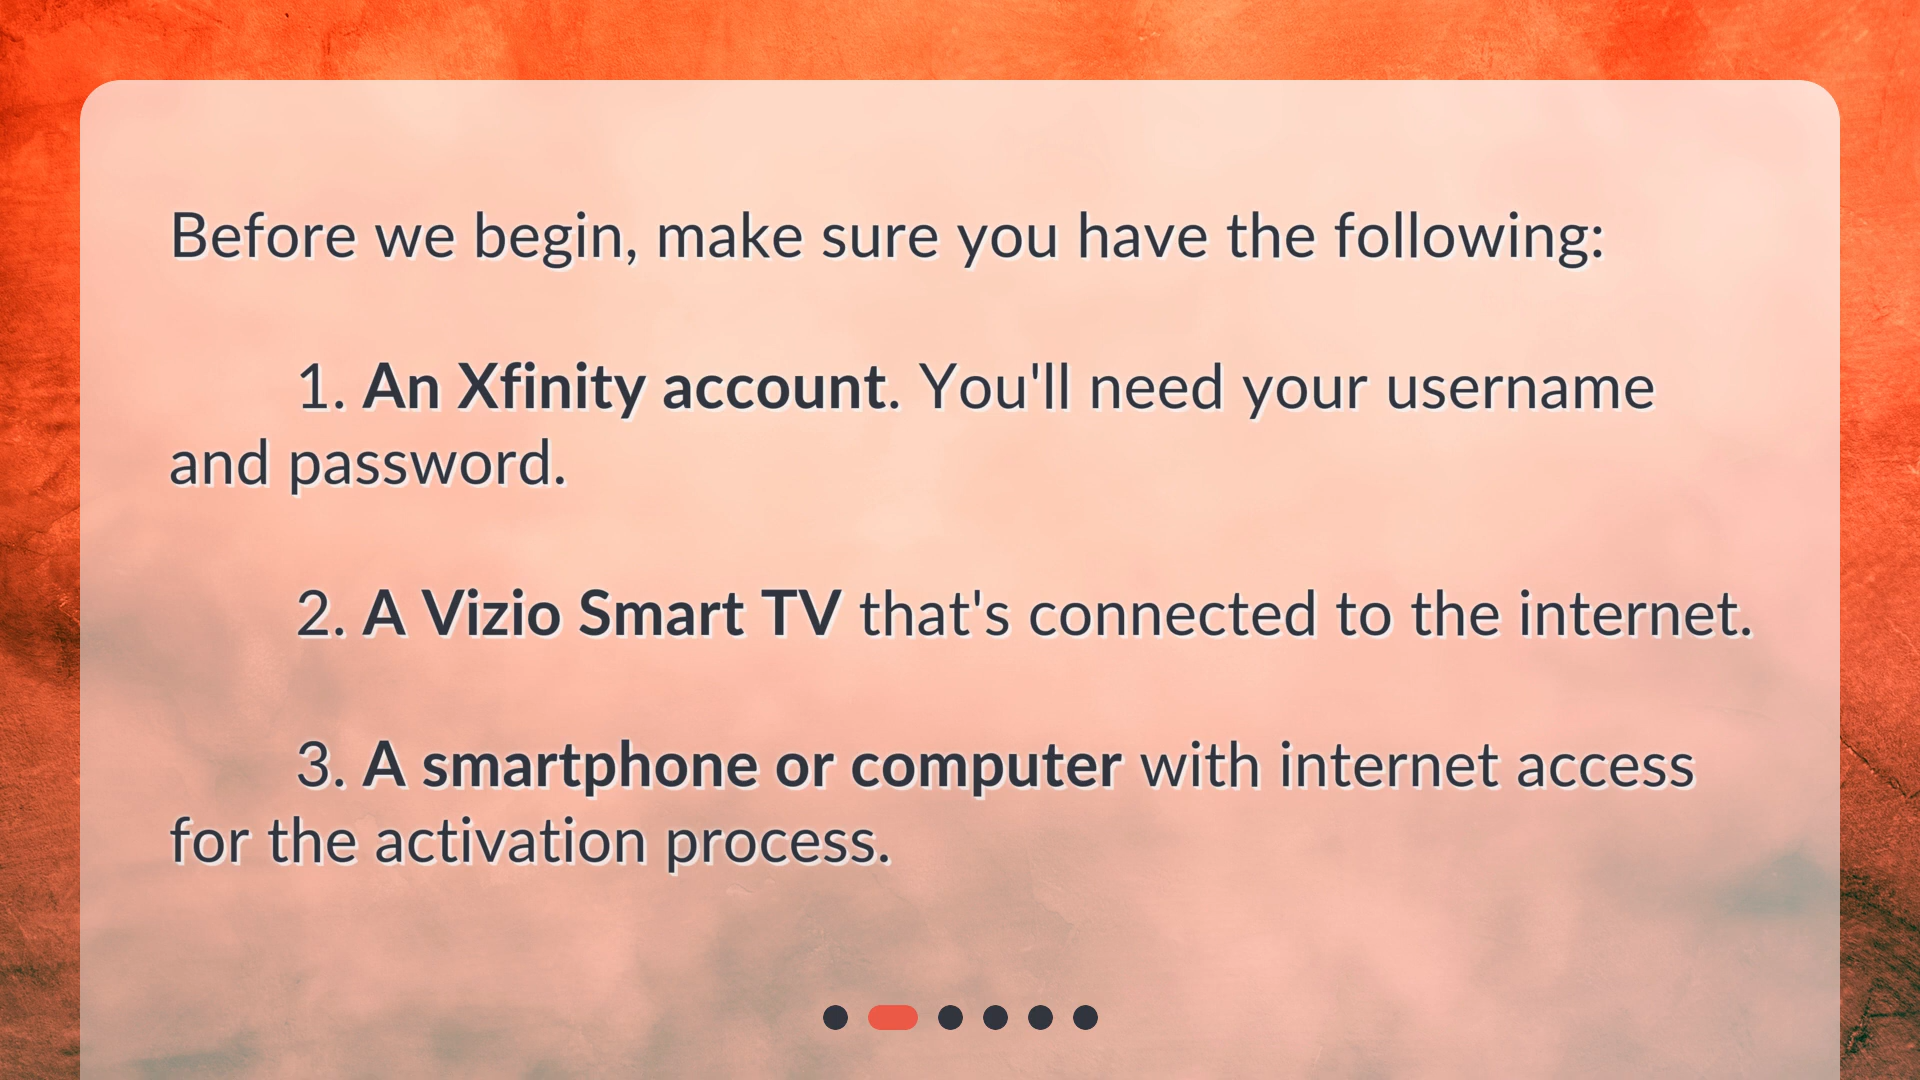 Before we begin, make sure you have the following:
1. An Xfinity account. You'll need your username
and password.
2. A Vizio Smart TV that's connected to the internet.
3. A smartphone or computer with internet access
for the activation process.